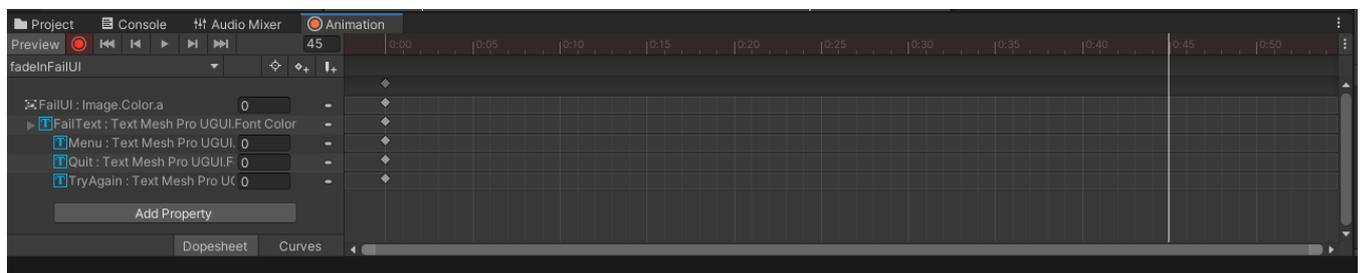 Project Console Audio Mixer Animation
Preview 45 0:00 0:05 0:10 0:15 0:20 0:25 0:30 0:35 0:40 0:45 0:50
fadeInFailUI
FailUI : Image.Color.a 0
FailText : Text Mesh Pro UGUI.Font Color
Menu : Text Mesh Pro UGUI. 0
Quit : Text Mesh Pro UGUI.F 0
TryAgain : Text Mesh Pro U( 0
Add Property
Dopesheet Curves